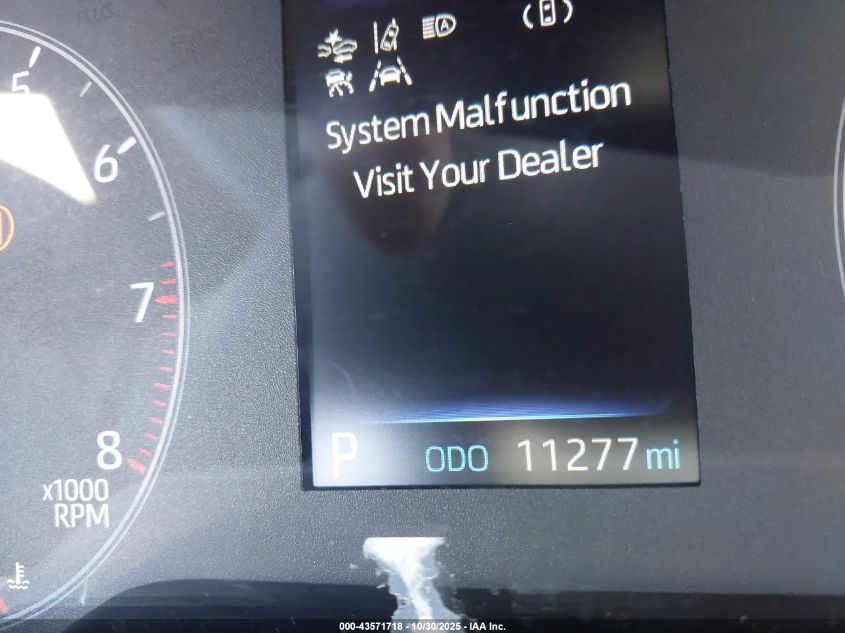 PLUS
5
6
7
8
x1000
RPM
A
System Malfunction
Visit Your Dealer
P ODO 11277 mi
000-43571718 - 10/30/2025 - IAA Inc.